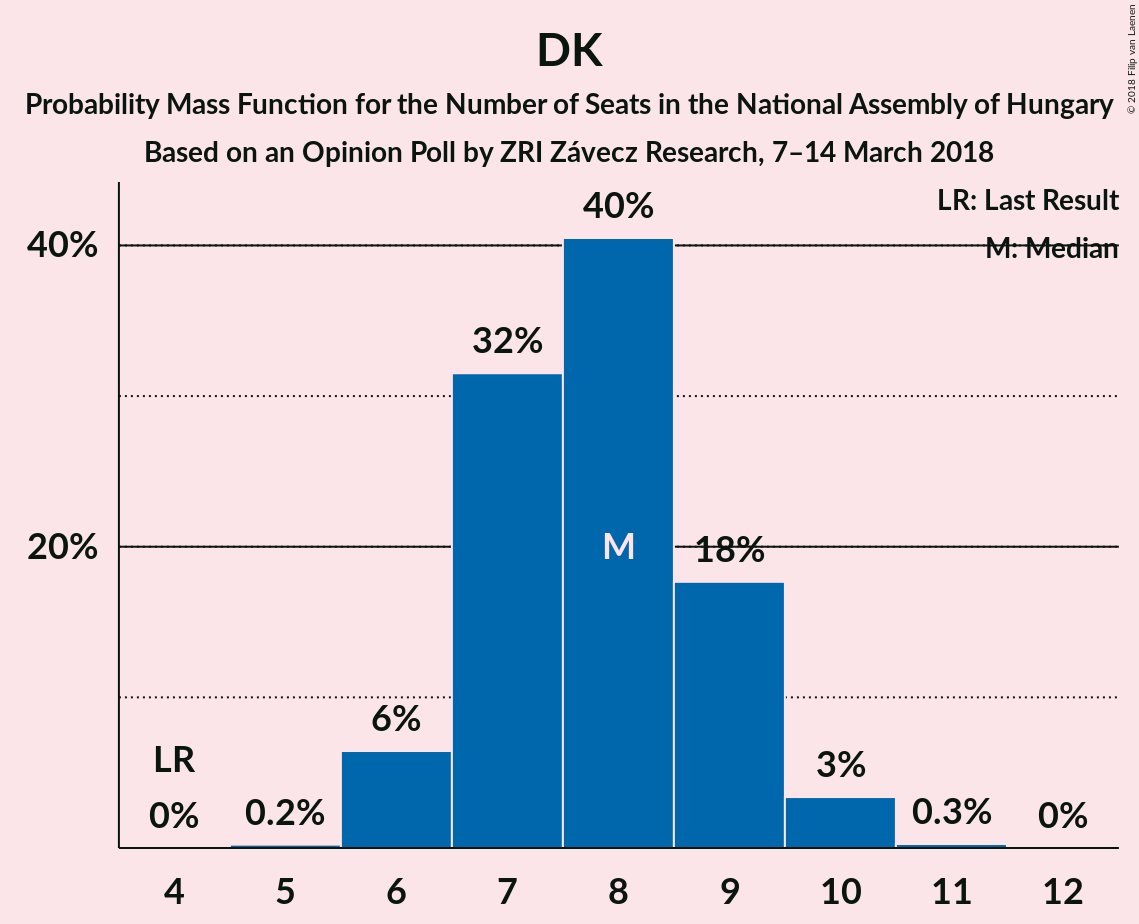 DK
Probability Mass Function for the Number of Seats in the National Assembly of Hungary
Based on an Opinion Poll by ZRI Závecz Research, 7–14 March 2018
© 2018 Filip van Laenen
LR: Last Result
M: Median
40%
20%
LR
0%
0.2%
6%
32%
40%
M
18%
3%
0.3%
0%
4 5 6 7 8 9 10 11 12